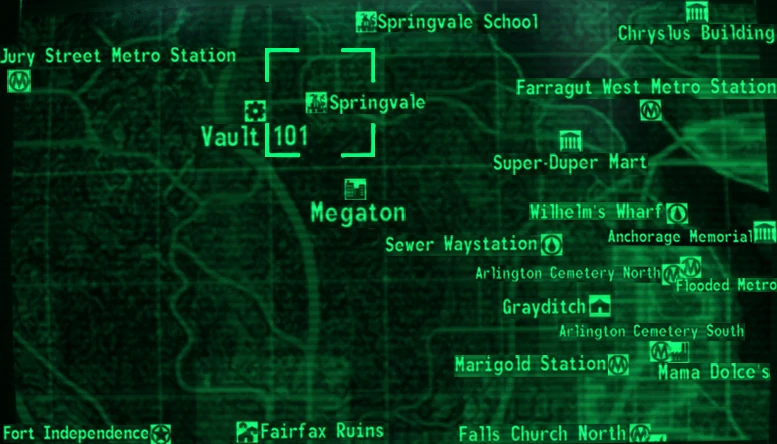 Springvale School
Chryslus Building
Jury Street Metro Station
Farragut West Metro Station
Springvale
Vault 101
Super-Duper Mart
Megaton
Wilhelm's Wharf
Anchorage Memorial
Sewer Waystation
Arlington Cemetery North
Flooded Metro
Grayditch
Arlington Cemetery South
Marigold Station
Mama Dolce's
Fort Independence
Fairfax Ruins
Falls Church North